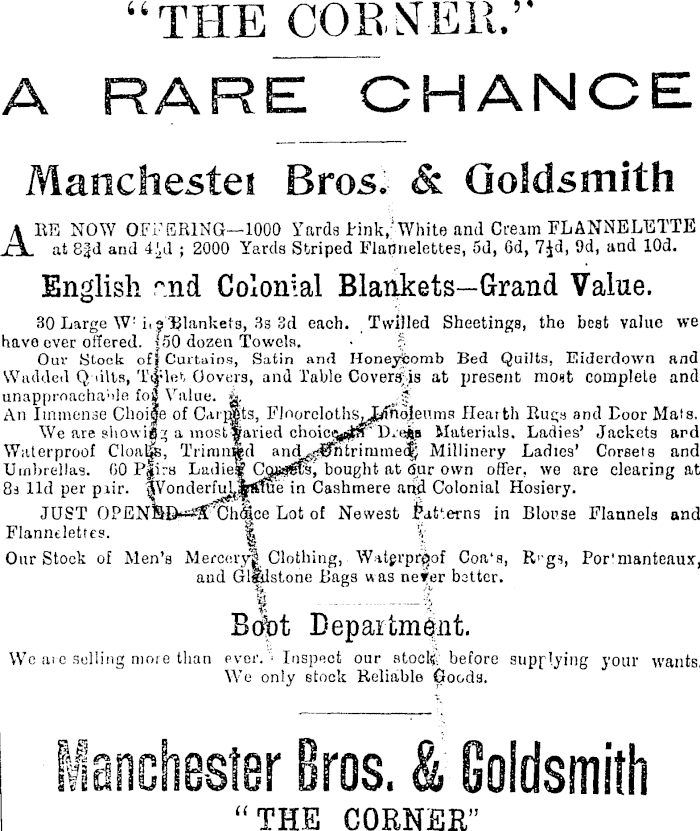 “THE CORNER.”
A RARE CHANCE
Manchester Bros. & Goldsmith
ARE NOW OFFERING—1000 Yards Pink, White and Cream FLANNELETTE
at 8¾d and 4½d ; 2000 Yards Striped Flannelettes, 5d, 6d, 7½d, 9d, and 10d.
English and Colonial Blankets—Grand Value.
30 Large White Blankets, 3s 3d each. Twilled Sheetings, the best value we
have ever offered. 50 dozen Towels.
Our Stock of Curtains, Satin and Honeycomb Bed Quilts, Eiderdown and
Wadded Quilts, Toilet Covers, and Table Covers is at present most complete and
unapproachable for Value.
An Immense Choice of Carpets, Floorcloths, Linoleums Hearth Rugs and Door Mats.
We are showing a most varied choice in Dress Materials, Ladies' Jackets and
Waterproof Cloaks, Trimmed and Untrimmed Millinery Ladies' Corsets and
Umbrellas. 60 Pairs Ladies' Corsets, bought at our own offer, we are clearing at
8s 11d per pair. Wonderful Value in Cashmere and Colonial Hosiery.
JUST OPENED—A Choice Lot of Newest Patterns in Blouse Flannels and
Flannelettes.
Our Stock of Men's Mercery, Clothing, Waterproof Coats, Rugs, Portmanteaux,
and Gladstone Bags was never better.
Boot Department.
We are selling more than ever. Inspect our stock before supplying your wants.
We only stock Reliable Goods.
Manchester Bros. & Goldsmith
“THE CORNER”